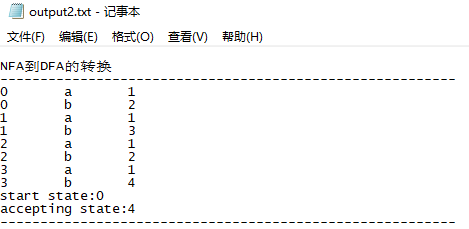 output2.txt - 记事本
文件(F) 编辑(E) 格式(O) 查看(V) 帮助(H)
NFA到DFA的转换
---------------------------------------------------------
0 a 1
0 b 2
1 a 1
1 b 3
2 a 1
2 b 2
3 a 1
3 b 4
start state:0
accepting state:4
---------------------------------------------------------